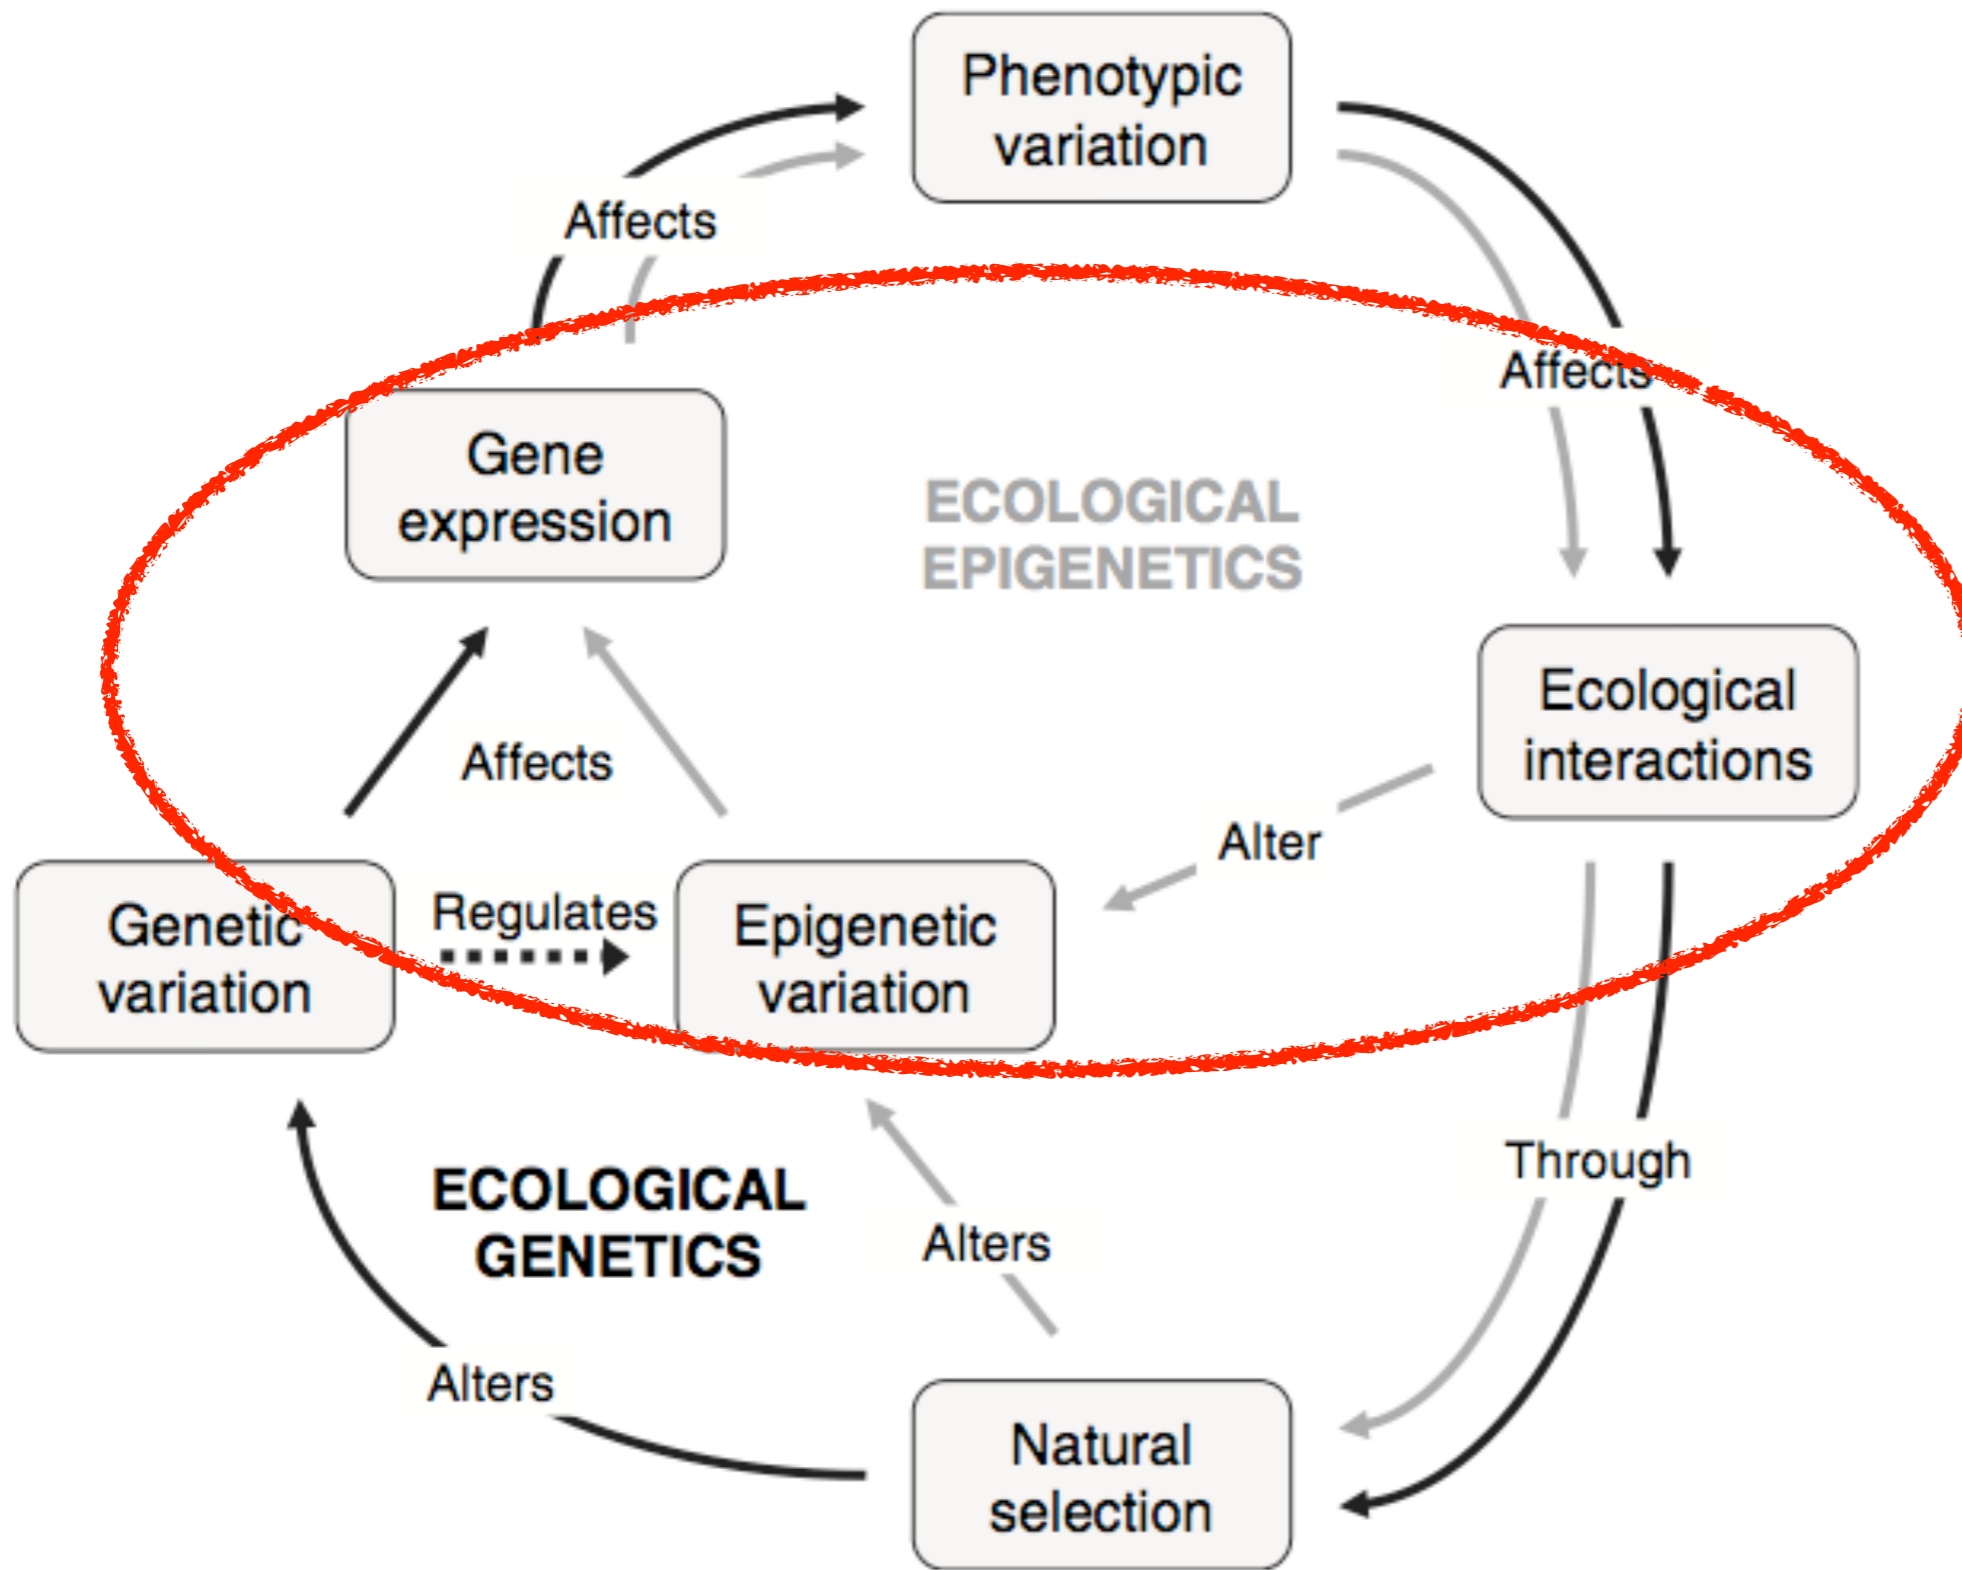 Phenotypic
variation
Affects
Affects
Gene
expression
ECOLOGICAL
EPIGENETICS
Ecological
interactions
Affects
Alter
Genetic
variation
Regulates
Epigenetic
variation
Through
ECOLOGICAL
GENETICS
Alters
Alters
Natural
selection